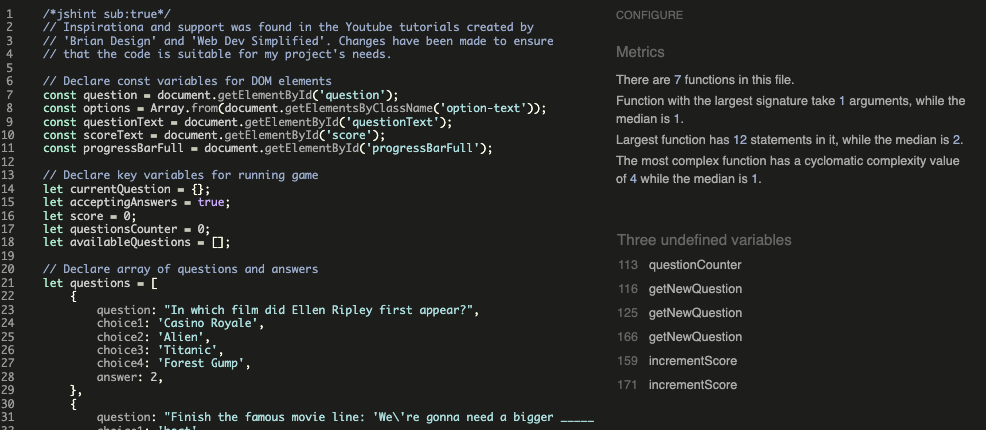 1 /*jshint sub:true*/
2 // Inspirationa and support was found in the Youtube tutorials created by
3 // 'Brian Design' and 'Web Dev Simplified'. Changes have been made to ensure
4 // that the code is suitable for my project's needs.
5
6 // Declare const variables for DOM elements
7 const question = document.getElementById('question');
8 const options = Array.from(document.getElementsByClassName('option-text'));
9 const questionText = document.getElementById('questionText');
10 const scoreText = document.getElementById('score');
11 const progressBarFull = document.getElementById('progressBarFull');
12
13 // Declare key variables for running game
14 let currentQuestion = {};
15 let acceptingAnswers = true;
16 let score = 0;
17 let questionsCounter = 0;
18 let availableQuestions = [];
19
20 // Declare array of questions and answers
21 let questions = [
22 {
23 question: "In which film did Ellen Ripley first appear?",
24 choice1: 'Casino Royale',
25 choice2: 'Alien',
26 choice3: 'Titanic',
27 choice4: 'Forest Gump',
28 answer: 2,
29 },
30 {
31 question: "Finish the famous movie line: 'We\'re gonna need a bigger _____
32 choice1: 'boat'
CONFIGURE
Metrics
There are 7 functions in this file.
Function with the largest signature take 1 arguments, while the
median is 1.
Largest function has 12 statements in it, while the median is 2.
The most complex function has a cyclomatic complexity value
of 4 while the median is 1.
Three undefined variables
113 questionCounter
116 getNewQuestion
125 getNewQuestion
166 getNewQuestion
159 incrementScore
171 incrementScore